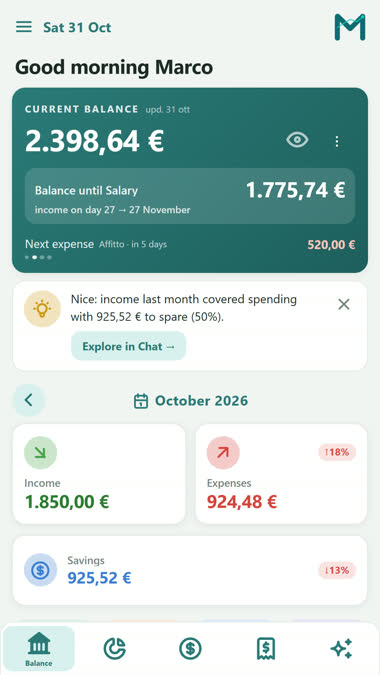 Sat 31 Oct
Good morning Marco
CURRENT BALANCE upd. 31 ott
2.398,64 €
Balance until Salary 1.775,74 €
income on day 27 → 27 November
Next expense Affitto · in 5 days 520,00 €
Nice: income last month covered spending
with 925,52 € to spare (50%).
Explore in Chat →
October 2026
Income
1.850,00 €
↑18%
Expenses
924,48 €
Savings
925,52 €
↓13%
Balance